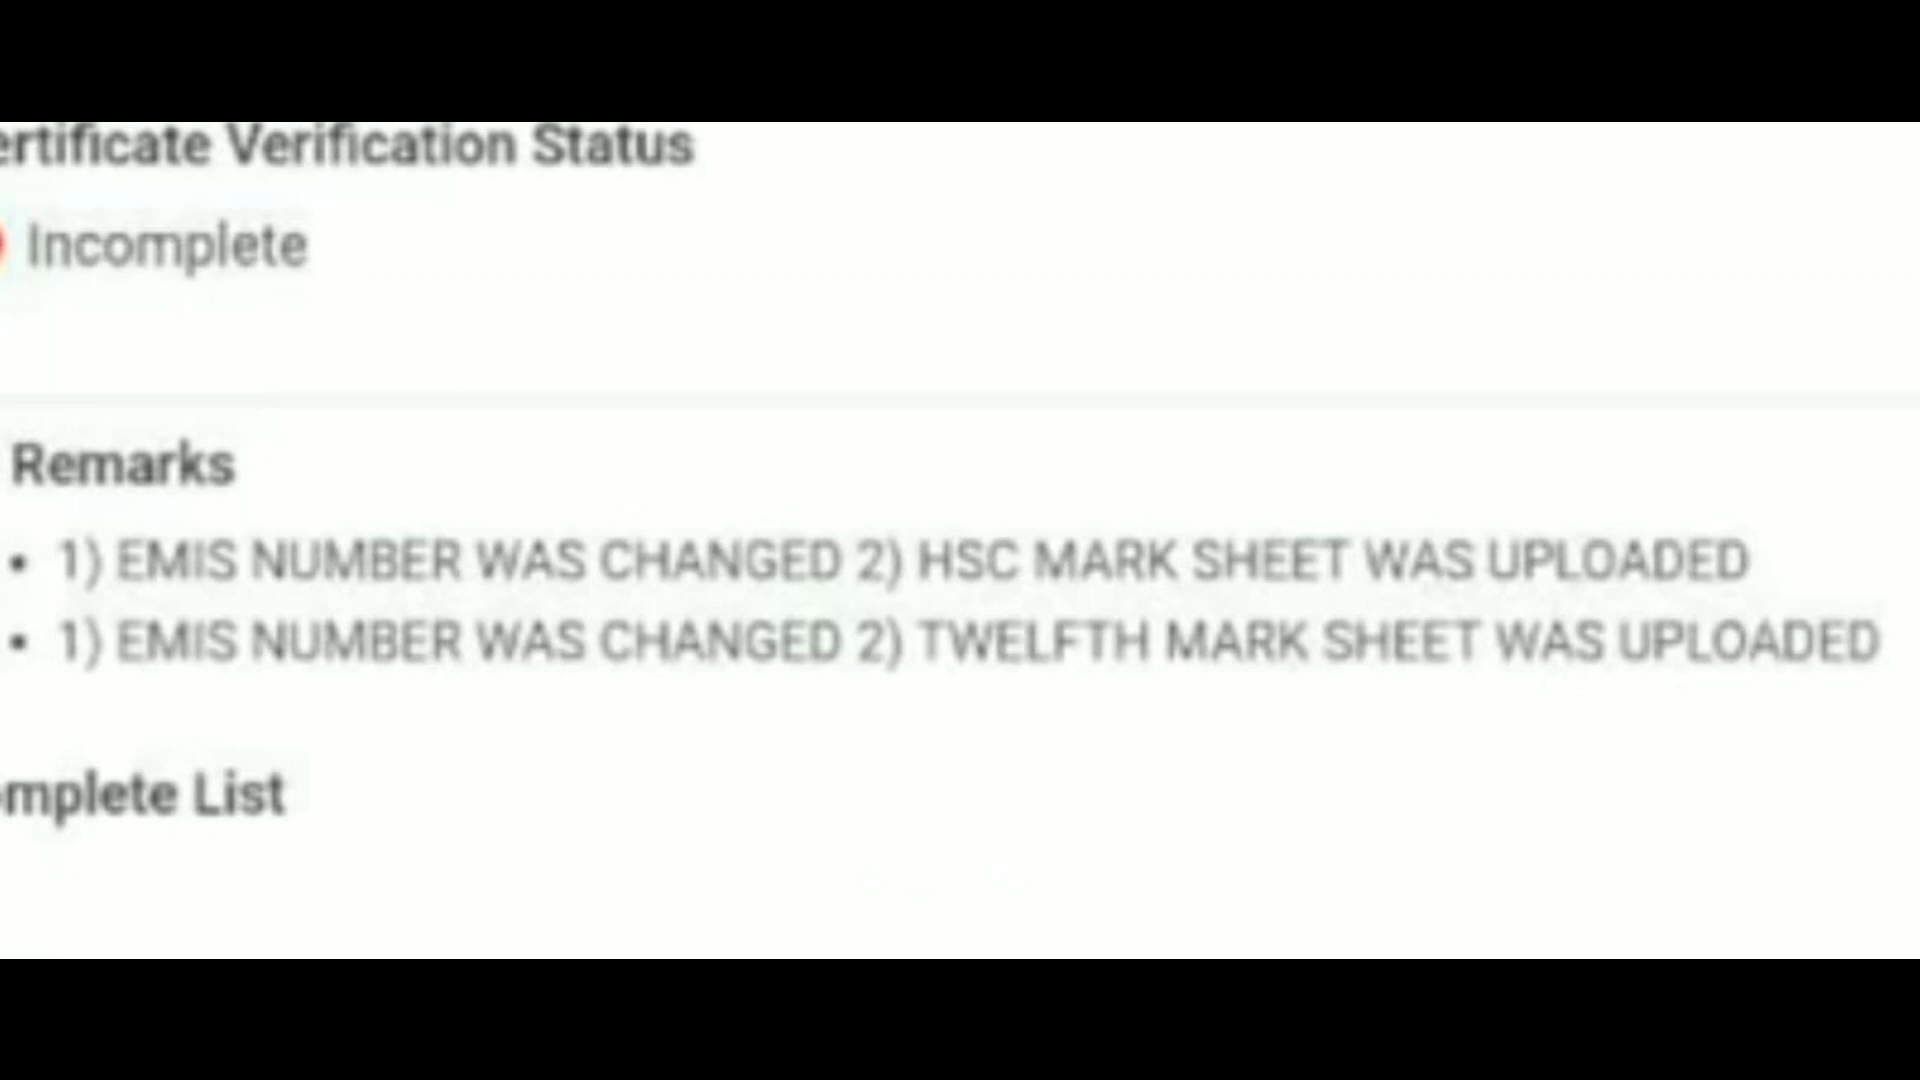 ertificate Verification Status
Incomplete
Remarks
• 1) EMIS NUMBER WAS CHANGED 2) HSC MARK SHEET WAS UPLOADED
• 1) EMIS NUMBER WAS CHANGED 2) TWELFTH MARK SHEET WAS UPLOADED
mplete List